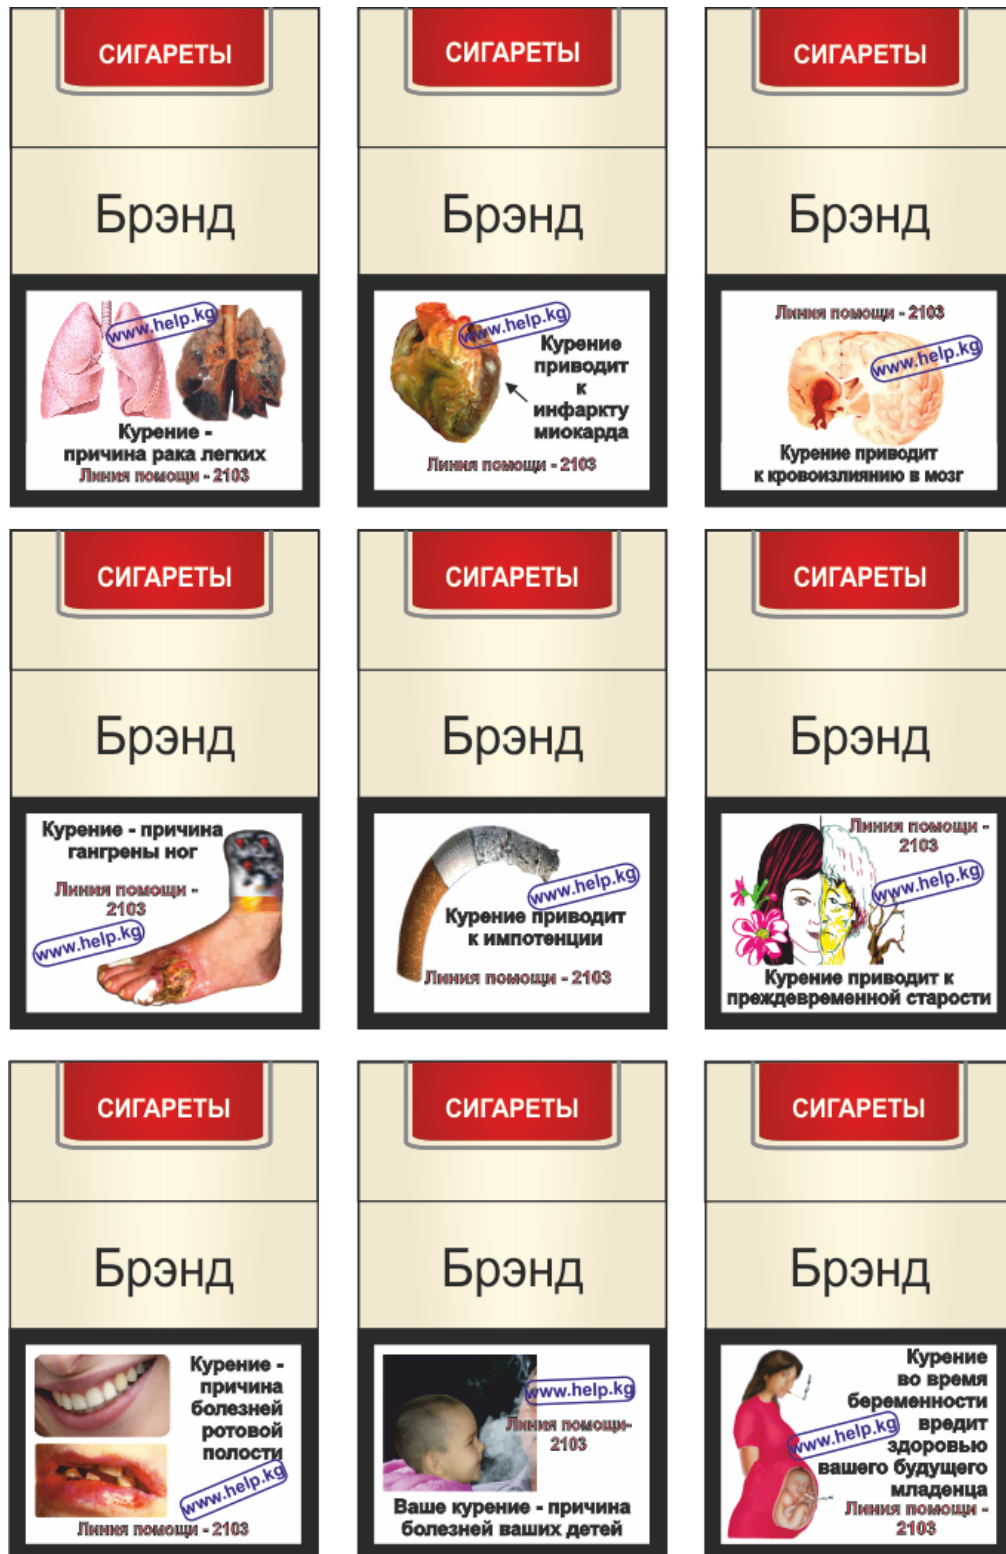 СИГАРЕТЫ
Брэнд
www.help.kg
Курение -
причина рака легких
Линия помощи - 2103
СИГАРЕТЫ
Брэнд
www.help.kg
Курение
приводит
к
инфаркту
миокарда
Линия помощи - 2103
СИГАРЕТЫ
Брэнд
Линия помощи - 2103
www.help.kg
Курение приводит
к кровоизлиянию в мозг
СИГАРЕТЫ
Брэнд
Курение - причина
гангрены ног
Линия помощи -
2103
www.help.kg
СИГАРЕТЫ
Брэнд
www.help.kg
Курение приводит
к импотенции
Линия помощи - 2103
СИГАРЕТЫ
Брэнд
Линия помощи -
2103
www.help.kg
Курение приводит к
преждевременной старости
СИГАРЕТЫ
Брэнд
Курение -
причина
болезней
ротовой
полости
www.help.kg
Линия помощи - 2103
СИГАРЕТЫ
Брэнд
www.help.kg
Линия помощи-
2103
Ваше курение - причина
болезней ваших детей
СИГАРЕТЫ
Брэнд
Курение
во время
беременности
вредит
www.help.kg
здоровью
вашего будущего
младенца
Линия помощи -
2103